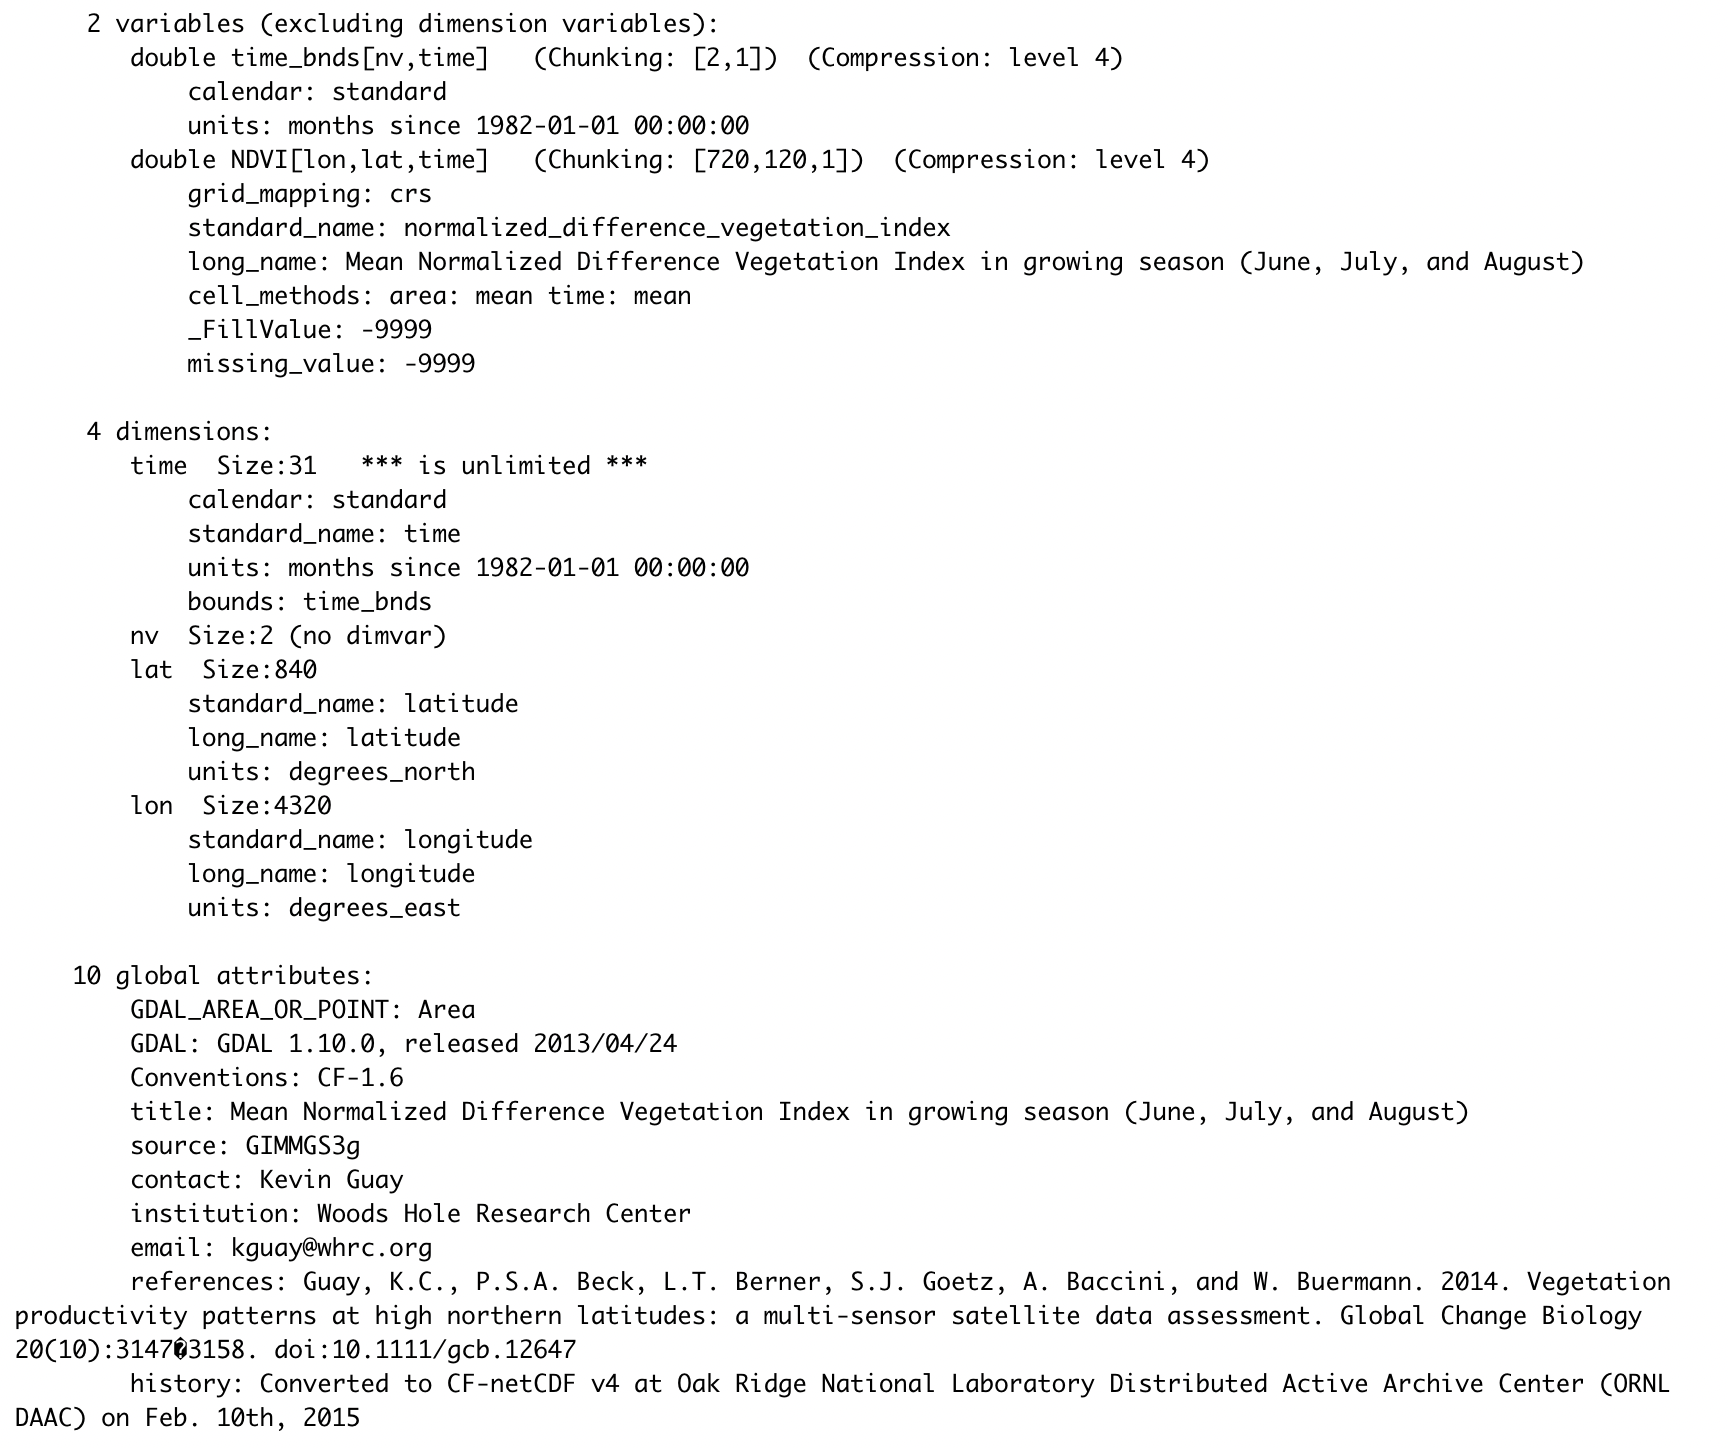 2 variables (excluding dimension variables):
double time_bnds[nv,time]   (Chunking: [2,1])  (Compression: level 4)
calendar: standard
units: months since 1982-01-01 00:00:00
double NDVI[lon,lat,time]   (Chunking: [720,120,1])  (Compression: level 4)
grid_mapping: crs
standard_name: normalized_difference_vegetation_index
long_name: Mean Normalized Difference Vegetation Index in growing season (June, July, and August)
cell_methods: area: mean time: mean
_FillValue: -9999
missing_value: -9999
4 dimensions:
time  Size:31   *** is unlimited ***
calendar: standard
standard_name: time
units: months since 1982-01-01 00:00:00
bounds: time_bnds
nv  Size:2 (no dimvar)
lat  Size:840
standard_name: latitude
long_name: latitude
units: degrees_north
lon  Size:4320
standard_name: longitude
long_name: longitude
units: degrees_east
10 global attributes:
GDAL_AREA_OR_POINT: Area
GDAL: GDAL 1.10.0, released 2013/04/24
Conventions: CF-1.6
title: Mean Normalized Difference Vegetation Index in growing season (June, July, and August)
source: GIMMGS3g
contact: Kevin Guay
institution: Woods Hole Research Center
email: kguay@whrc.org
references: Guay, K.C., P.S.A. Beck, L.T. Berner, S.J. Goetz, A. Baccini, and W. Buermann. 2014. Vegetation
productivity patterns at high northern latitudes: a multi-sensor satellite data assessment. Global Change Biology
20(10):3147�3158. doi:10.1111/gcb.12647
history: Converted to CF-netCDF v4 at Oak Ridge National Laboratory Distributed Active Archive Center (ORNL
DAAC) on Feb. 10th, 2015